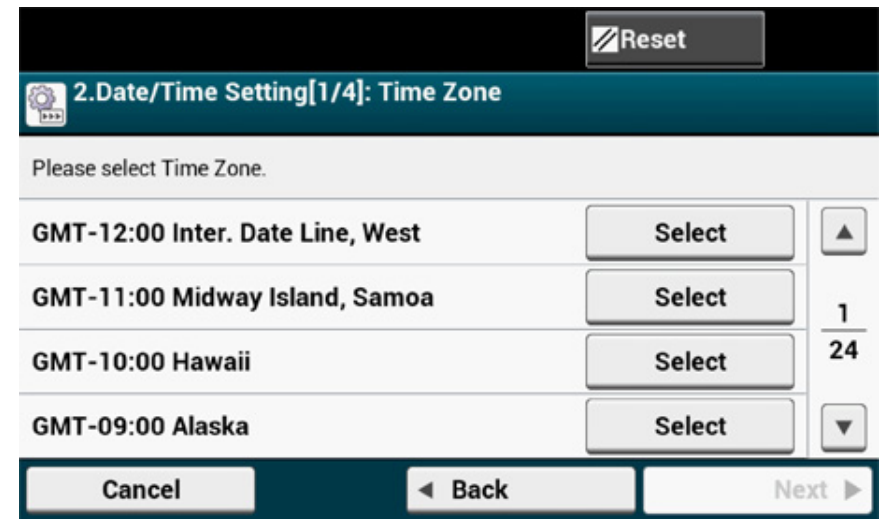 Reset
2.Date/Time Setting[1/4]: Time Zone
Please select Time Zone.
GMT-12:00 Inter. Date Line, West Select
GMT-11:00 Midway Island, Samoa Select
1
24
GMT-10:00 Hawaii Select
GMT-09:00 Alaska Select
Cancel Back Next